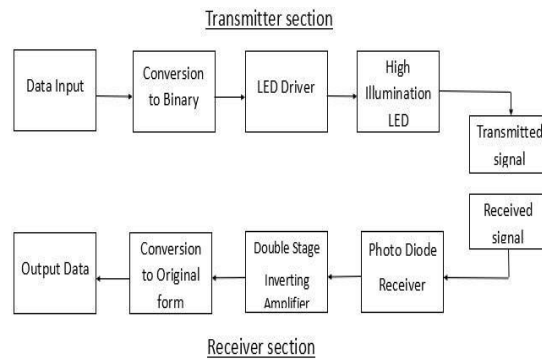 Transmitter section
Data Input
Conversion
to Binary
LED Driver
High
Illumination
LED
Transmitted
signal
Received
signal
Photo Diode
Receiver
Double Stage
Inverting
Amplifier
Conversion
to Original
form
Output Data
Receiver section